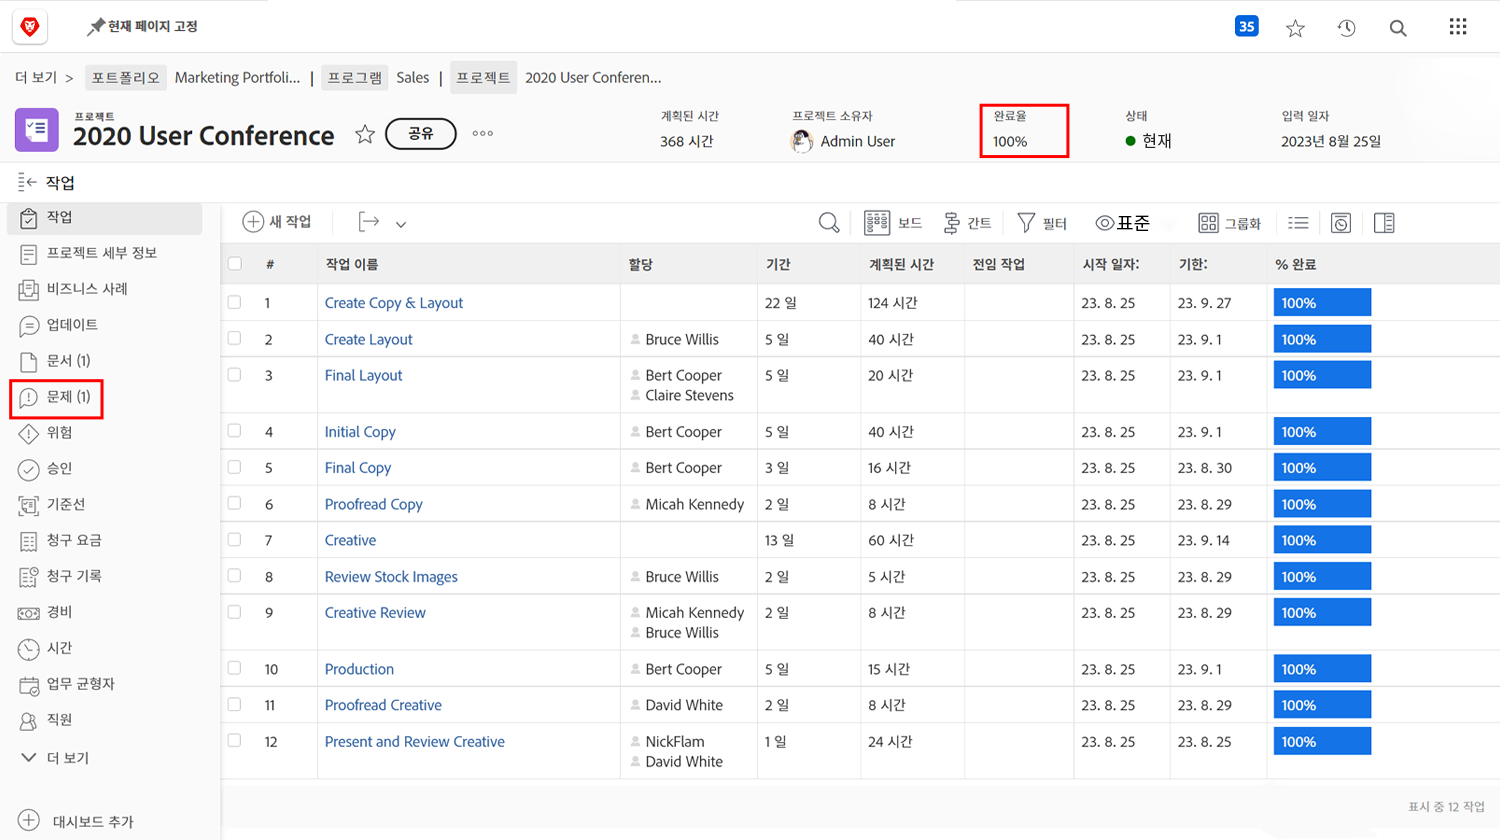 현재 페이지 고정
35
더 보기 > 포트폴리오 Marketing Portfoli... | 프로그램 Sales | 프로젝트 2020 User Conferen...
프로젝트
2020 User Conference
공유
계획된 시간
368 시간
프로젝트 소유자
Admin User
완료율
100%
상태
현재
입력 일자
2023년 8월 25일
작업
작업
프로젝트 세부 정보
비즈니스 사례
업데이트
문서 (1)
문제 (1)
위험
승인
기준선
청구 요금
청구 기록
경비
시간
업무 균형자
직원
더 보기
대시보드 추가
새 작업
보드
간트
필터
표준
그룹화
# 작업 이름 할당 기간 계획된 시간 전임 작업 시작 일자: 기한: % 완료
1 Create Copy & Layout 22 일 124 시간 23. 8. 25 23. 9. 27 100%
2 Create Layout Bruce Willis 5 일 40 시간 23. 8. 25 23. 9. 1 100%
3 Final Layout Bert Cooper 5 일 20 시간 23. 8. 25 23. 9. 1 100%
Claire Stevens
4 Initial Copy Bert Cooper 5 일 40 시간 23. 8. 25 23. 9. 1 100%
5 Final Copy Bert Cooper 3 일 16 시간 23. 8. 25 23. 8. 30 100%
6 Proofread Copy Micah Kennedy 2 일 8 시간 23. 8. 25 23. 8. 29 100%
7 Creative 13 일 60 시간 23. 8. 25 23. 9. 14 100%
8 Review Stock Images Bruce Willis 2 일 5 시간 23. 8. 25 23. 8. 29 100%
9 Creative Review Micah Kennedy 2 일 8 시간 23. 8. 25 23. 8. 29 100%
Bruce Willis
10 Production Bert Cooper 5 일 15 시간 23. 8. 25 23. 9. 1 100%
11 Proofread Creative David White 2 일 8 시간 23. 8. 25 23. 8. 29 100%
12 Present and Review Creative NickFlam 1 일 24 시간 23. 8. 25 23. 8. 25 100%
David White
표시 중 12 작업